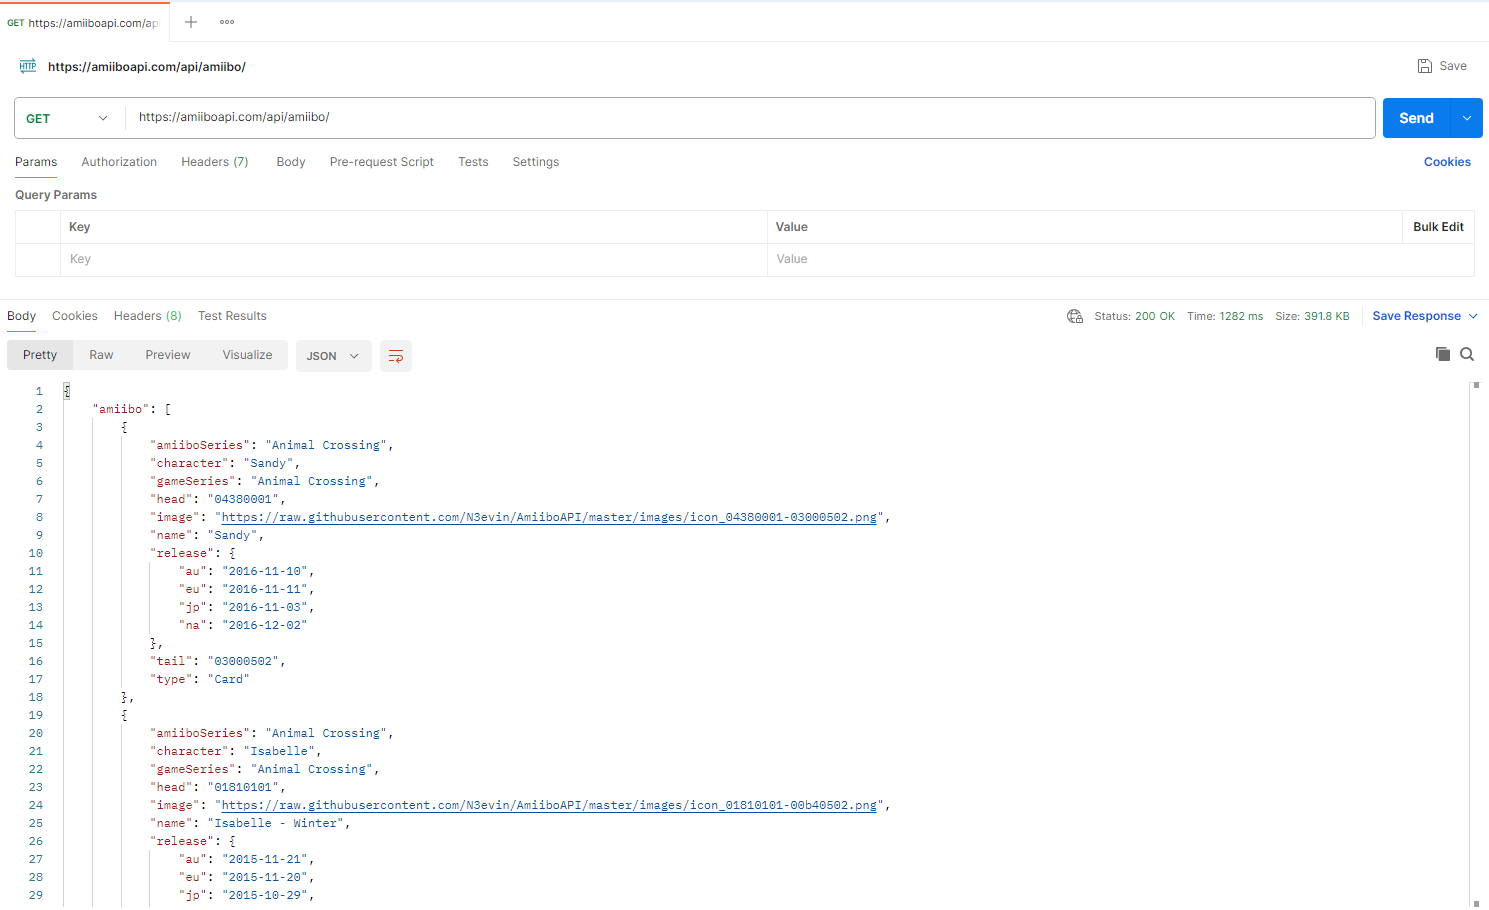 GET https://amiiboapi.com/ap
HTTP https://amiiboapi.com/api/amiibo/ Save
GET https://amiiboapi.com/api/amiibo/ Send
Params Authorization Headers (7) Body Pre-request Script Tests Settings Cookies
Query Params
Key Value Bulk Edit
Key Value
Body Cookies Headers (8) Test Results Status: 200 OK Time: 1282 ms Size: 391.8 KB Save Response
Pretty Raw Preview Visualize JSON
1 {
2 "amiibo": [
3 {
4 "amiiboSeries": "Animal Crossing",
5 "character": "Sandy",
6 "gameSeries": "Animal Crossing",
7 "head": "04380001",
8 "image": "https://raw.githubusercontent.com/N3evin/AmiiboAPI/master/images/icon_04380001-03000502.png",
9 "name": "Sandy",
10 "release": {
11 "au": "2016-11-10",
12 "eu": "2016-11-11",
13 "jp": "2016-11-03",
14 "na": "2016-12-02"
15 },
16 "tail": "03000502",
17 "type": "Card"
18 },
19 {
20 "amiiboSeries": "Animal Crossing",
21 "character": "Isabelle",
22 "gameSeries": "Animal Crossing",
23 "head": "01810101",
24 "image": "https://raw.githubusercontent.com/N3evin/AmiiboAPI/master/images/icon_01810101-00b40502.png",
25 "name": "Isabelle - Winter",
26 "release": {
27 "au": "2015-11-21",
28 "eu": "2015-11-20",
29 "jp": "2015-10-29",